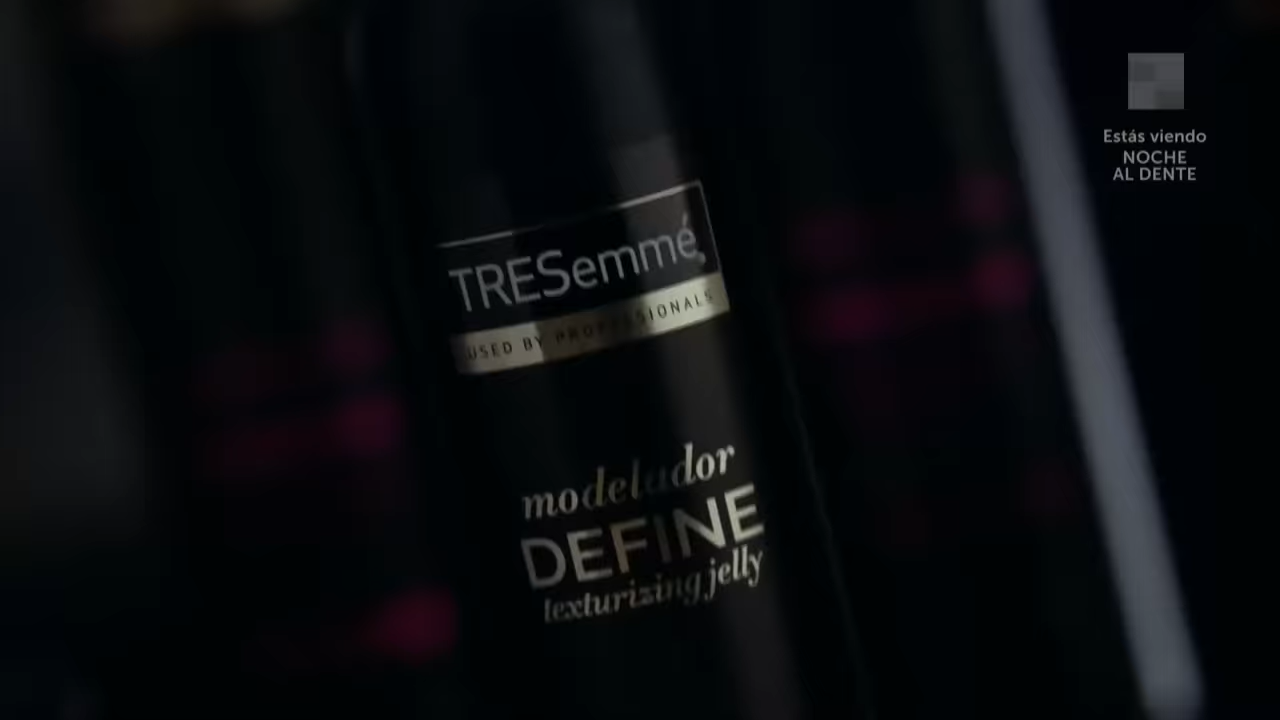 Estás viendo
NOCHE
AL DENTE
TRESemmé
USED BY PROFESSIONALS
modelador
DEFINE
texturizing jelly